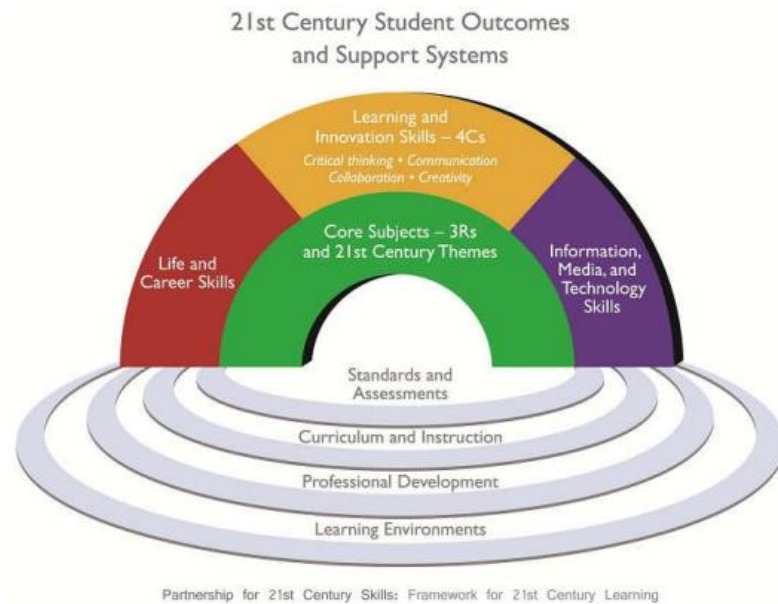 21st Century Student Outcomes
and Support Systems
Learning and
Innovation Skills – 4Cs
Critical thinking • Communication
Collaboration • Creativity
Core Subjects – 3Rs
and 21st Century Themes
Life and
Career Skills
Information,
Media, and
Technology
Skills
Standards and
Assessments
Curriculum and Instruction
Professional Development
Learning Environments
Partnership for 21st Century Skills: Framework for 21st Century Learning